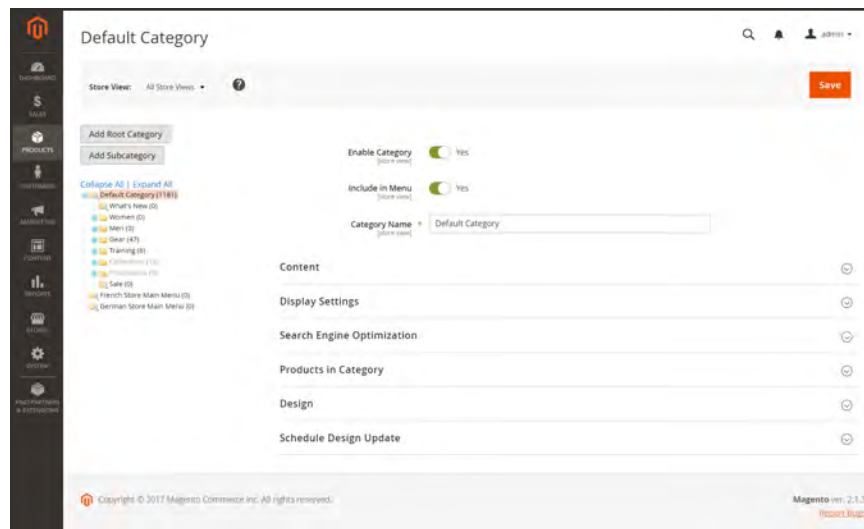 Default Category
admin
Store View: All Store Views
Save
DASHBOARD
SALES
PRODUCTS
CUSTOMERS
MARKETING
CONTENT
REPORTS
STORES
SYSTEM
FIND PARTNERS
& EXTENSIONS
Add Root Category
Add Subcategory
Collapse All | Expand All
Default Category (1181)
What's New (0)
Women (0)
Men (0)
Gear (47)
Training (6)
Sale (0)
French Store Main Menu (0)
German Store Main Menu (0)
Enable Category
[store view]
Yes
Include in Menu
[store view]
Yes
Category Name *
[store view]
Default Category
Content
Display Settings
Search Engine Optimization
Products in Category
Design
Schedule Design Update
Copyright © 2017 Magento Commerce Inc. All rights reserved.
Magento ver. 2.1.
Report Bugs